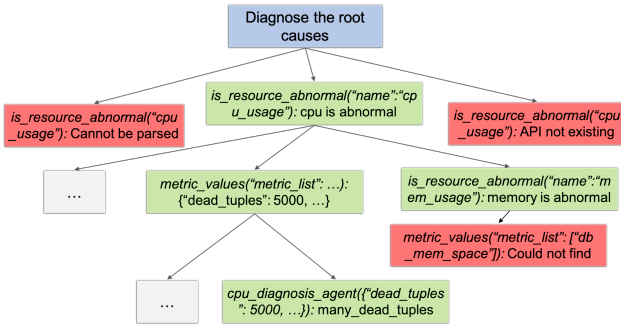 Diagnose the root
causes
is_resource_abnormal(“cpu
_usage”): Cannot be parsed
is_resource_abnormal(“name”:“cp
u_usage”): cpu is abnormal
is_resource_abnormal(“cpu
_usage”): API not existing
…
metric_values(“metric_list”: …):
{“dead_tuples”: 5000, …}
is_resource_abnormal(“name”:“m
em_usage”): memory is abnormal
metric_values(“metric_list”: [“db
_mem_space”]): Could not find
…
cpu_diagnosis_agent({“dead_tuples
”: 5000, …}): many_dead_tuples